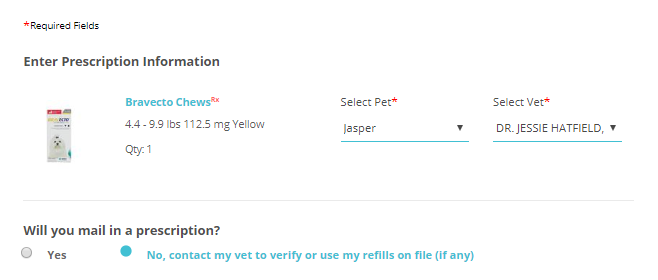 *Required Fields
Enter Prescription Information
Bravecto ChewsRx
4.4 - 9.9 lbs 112.5 mg Yellow
Qty: 1
Select Pet*
Jasper
Select Vet*
DR. JESSIE HATFIELD,
Will you mail in a prescription?
Yes
No, contact my vet to verify or use my refills on file (if any)